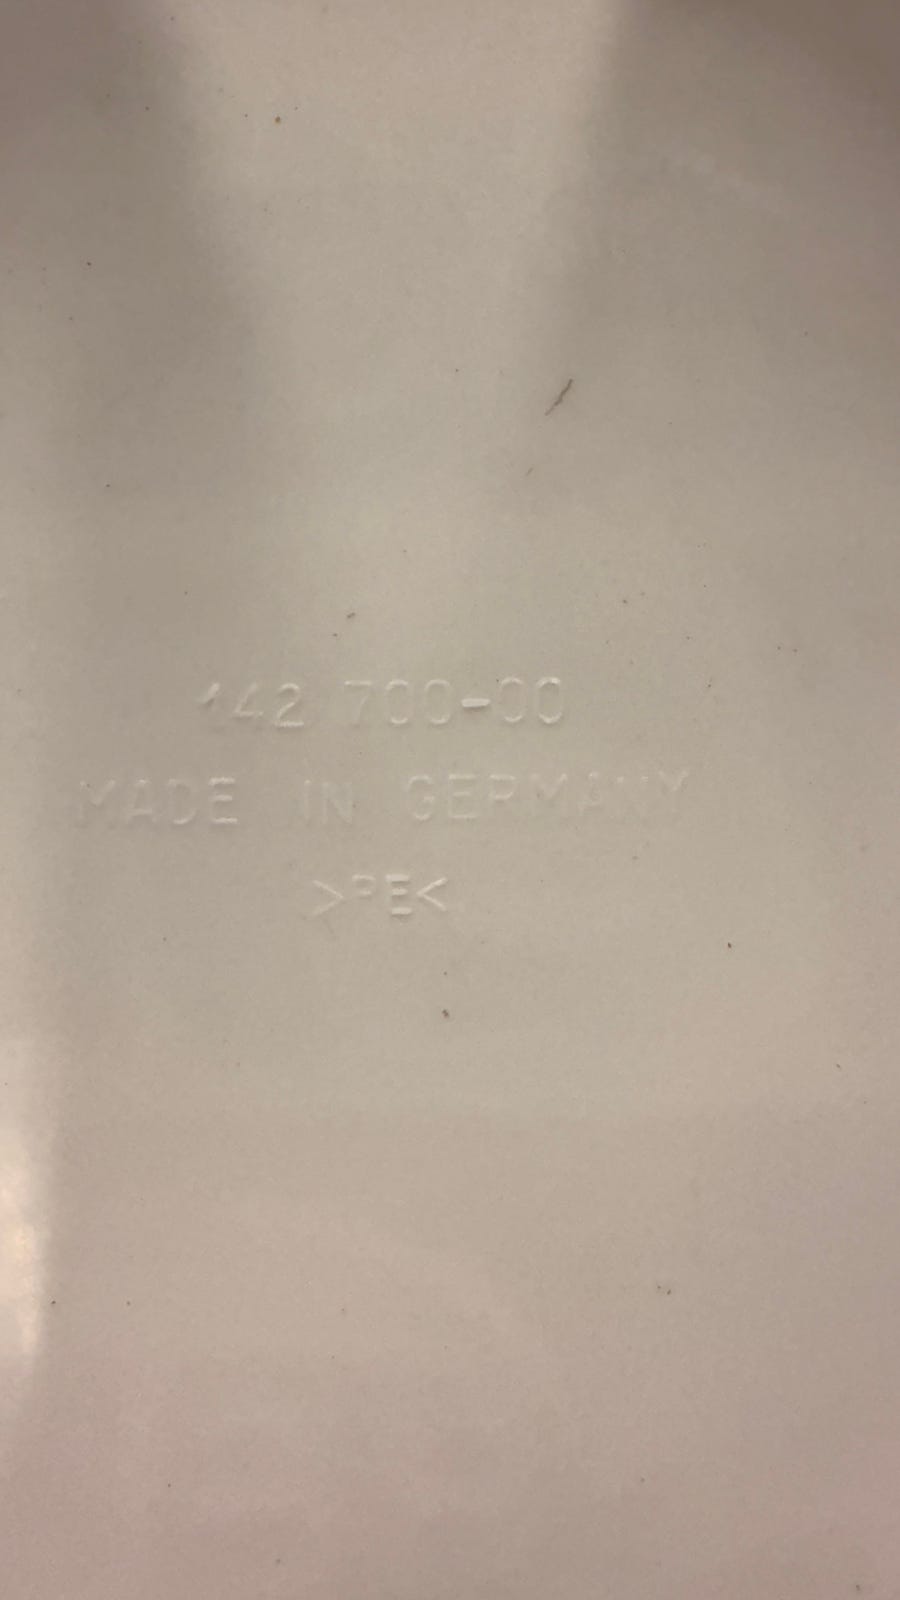 142 700-00
MADE IN GERMANY
>PE<